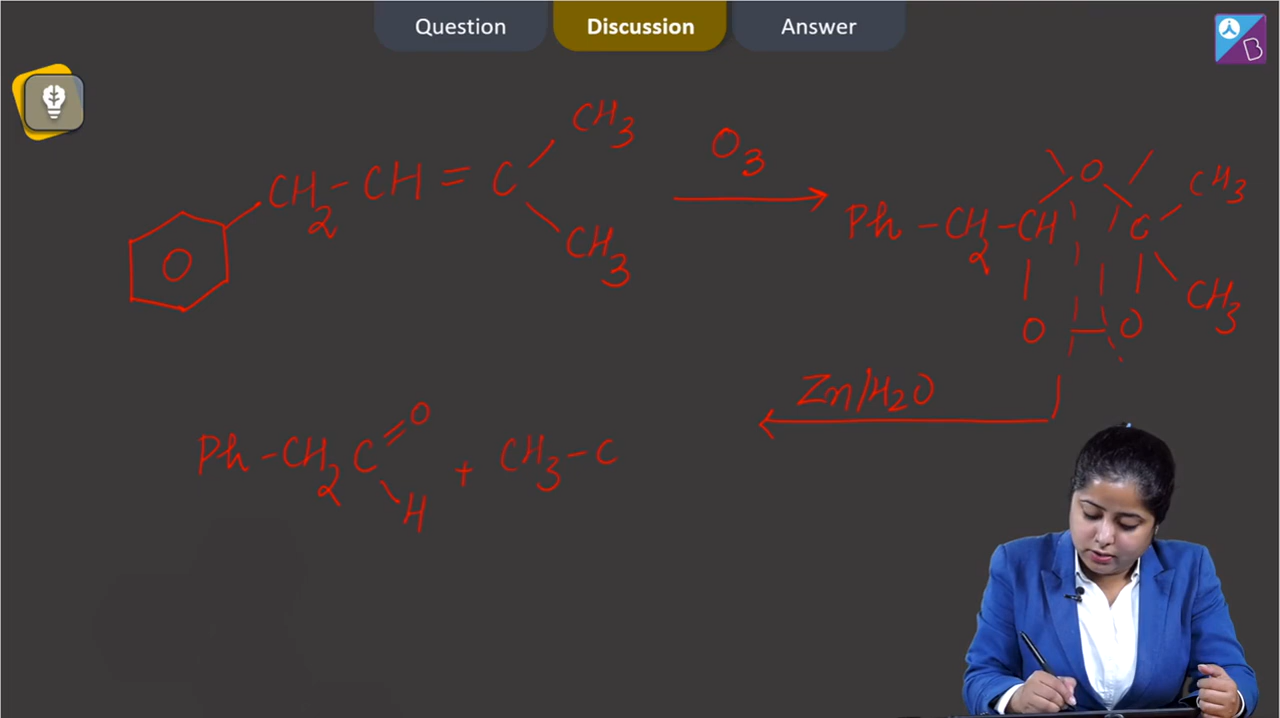 Question
Discussion
Answer
B
CH3
CH2-CH=C
CH3
O
O3
O
CH3
Ph-CH2-CH
C
CH3
O-O
Zn/H2O
Ph-CH2C=O
H
+ CH3-C